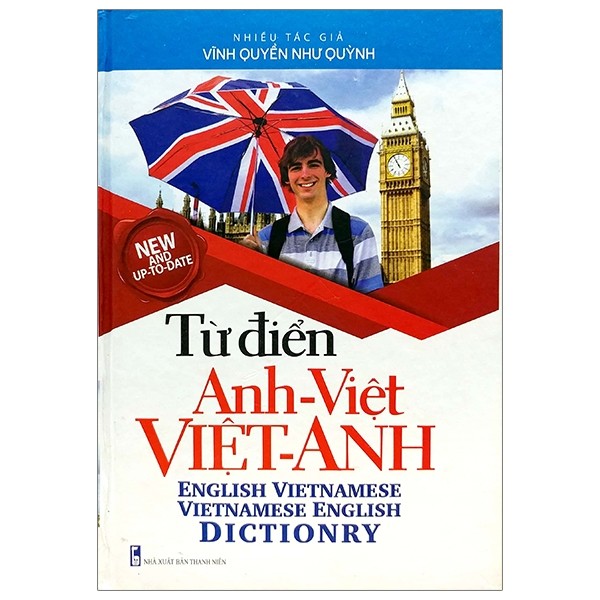 NHIỀU TÁC GIẢ
VĨNH QUYỀN NHƯ QUỲNH
NEW
AND
UP-TO-DATE
Từ điển
Anh-Việt
VIỆT-ANH
ENGLISH VIETNAMESE
VIETNAMESE ENGLISH
DICTIONRY
NHÀ XUẤT BẢN THANH NIÊN